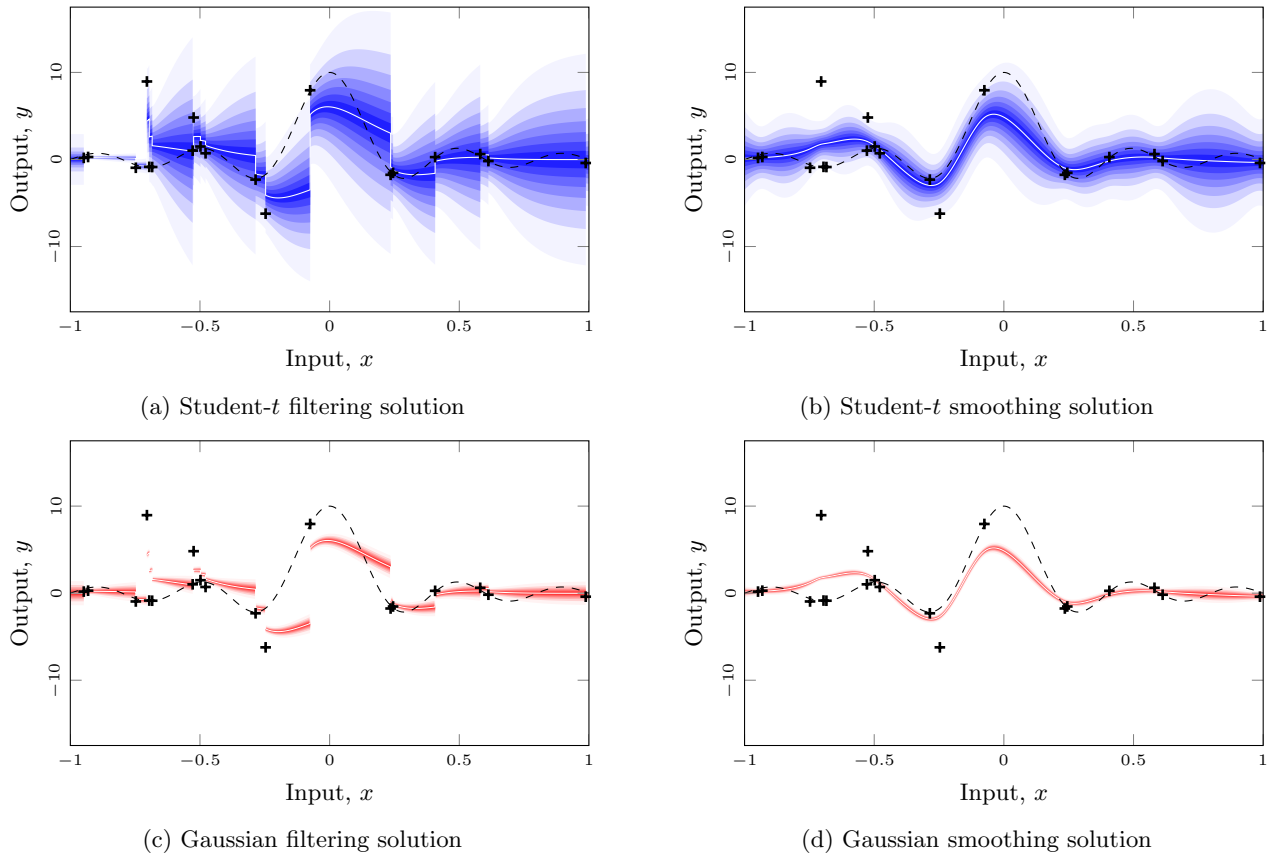 10
0
−10
Output, y
−1
−0.5
0
0.5
1
Input, x
(a) Student-t filtering solution
10
0
−10
Output, y
−1
−0.5
0
0.5
1
Input, x
(b) Student-t smoothing solution
10
0
−10
Output, y
−1
−0.5
0
0.5
1
Input, x
(c) Gaussian filtering solution
10
0
−10
Output, y
−1
−0.5
0
0.5
1
Input, x
(d) Gaussian smoothing solution